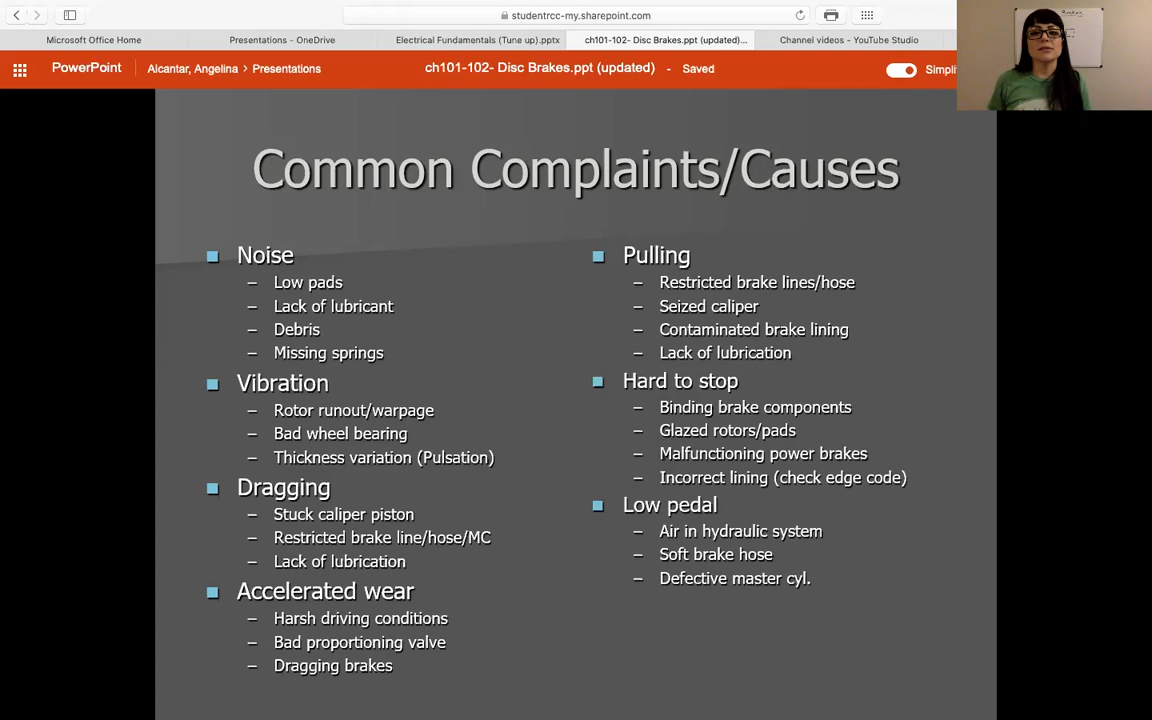 studentrcc-my.sharepoint.com
Microsoft Office Home
Presentations - OneDrive
Electrical Fundamentals (Tune up).pptx
ch101-102- Disc Brakes.ppt (updated)...
Channel videos - YouTube Studio
PowerPoint
Alcantar, Angelina > Presentations
ch101-102- Disc Brakes.ppt (updated) - Saved
Simpli
Common Complaints/Causes
Noise
– Low pads
– Lack of lubricant
– Debris
– Missing springs
Vibration
– Rotor runout/warpage
– Bad wheel bearing
– Thickness variation (Pulsation)
Dragging
– Stuck caliper piston
– Restricted brake line/hose/MC
– Lack of lubrication
Accelerated wear
– Harsh driving conditions
– Bad proportioning valve
– Dragging brakes
Pulling
– Restricted brake lines/hose
– Seized caliper
– Contaminated brake lining
– Lack of lubrication
Hard to stop
– Binding brake components
– Glazed rotors/pads
– Malfunctioning power brakes
– Incorrect lining (check edge code)
Low pedal
– Air in hydraulic system
– Soft brake hose
– Defective master cyl.